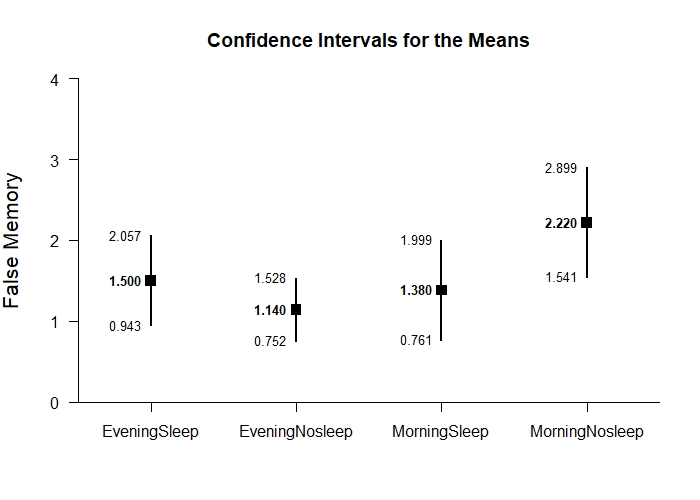 Confidence Intervals for the Means
False Memory
4
3
2
1
0
2.057
1.500
0.943
1.528
1.140
0.752
1.999
1.380
0.761
2.899
2.220
1.541
EveningSleep
EveningNosleep
MorningSleep
MorningNosleep